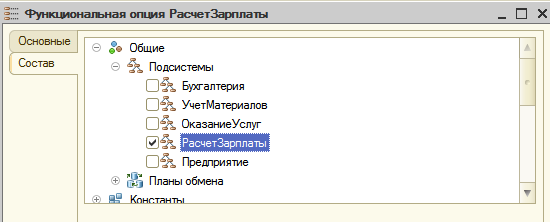 Функциональная опция РасчетЗарплаты
Основные
Состав
Общие
Подсистемы
Бухгалтерия
УчетМатериалов
ОказаниеУслуг
РасчетЗарплаты
Предприятие
Планы обмена
Константы